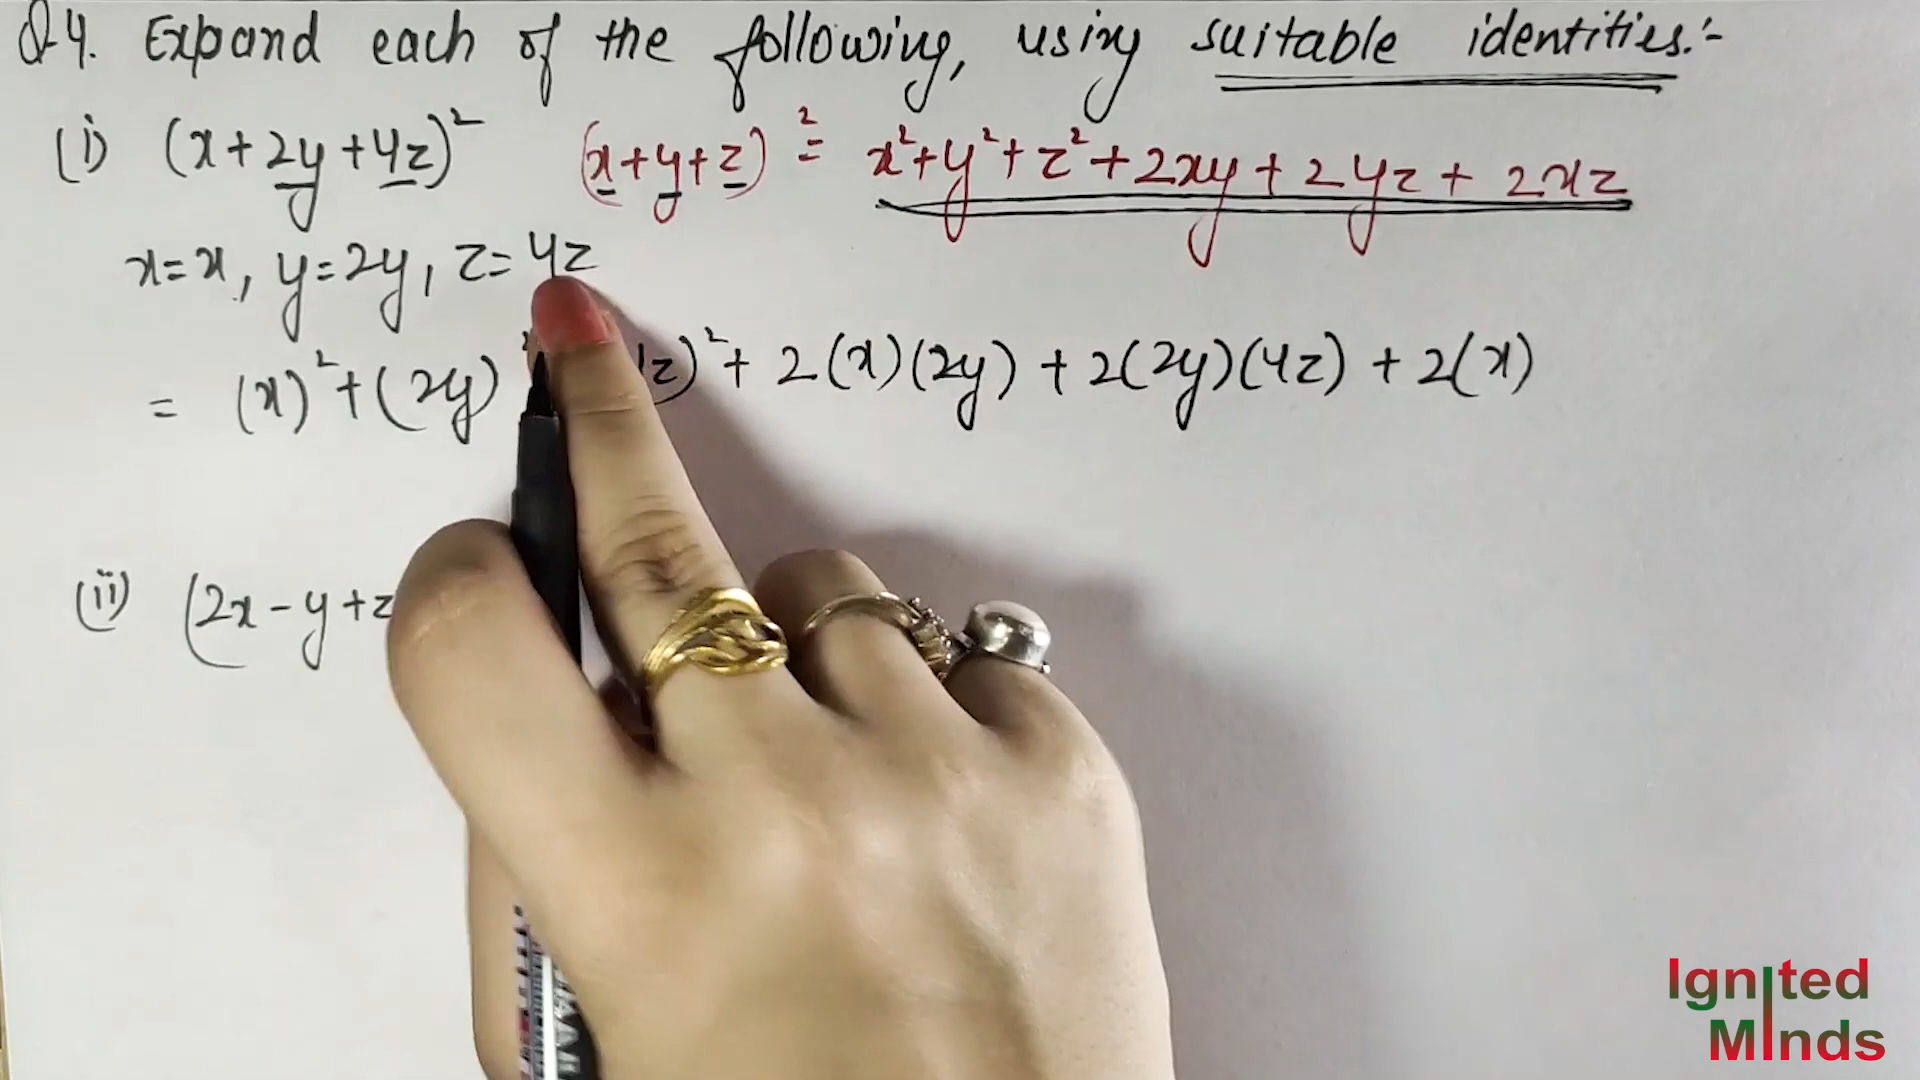 Q4. Expand each of the following, using suitable identities:-
(i) (x+2y+4z)² (x+y+z)² = x²+y²+z²+2xy+2yz+2xz
x=x, y=2y, z=4z
= (x)²+(2y) z)²+ 2(x)(2y) + 2(2y)(4z) + 2(x)
(ii) (2x-y+z
Ignited
Minds